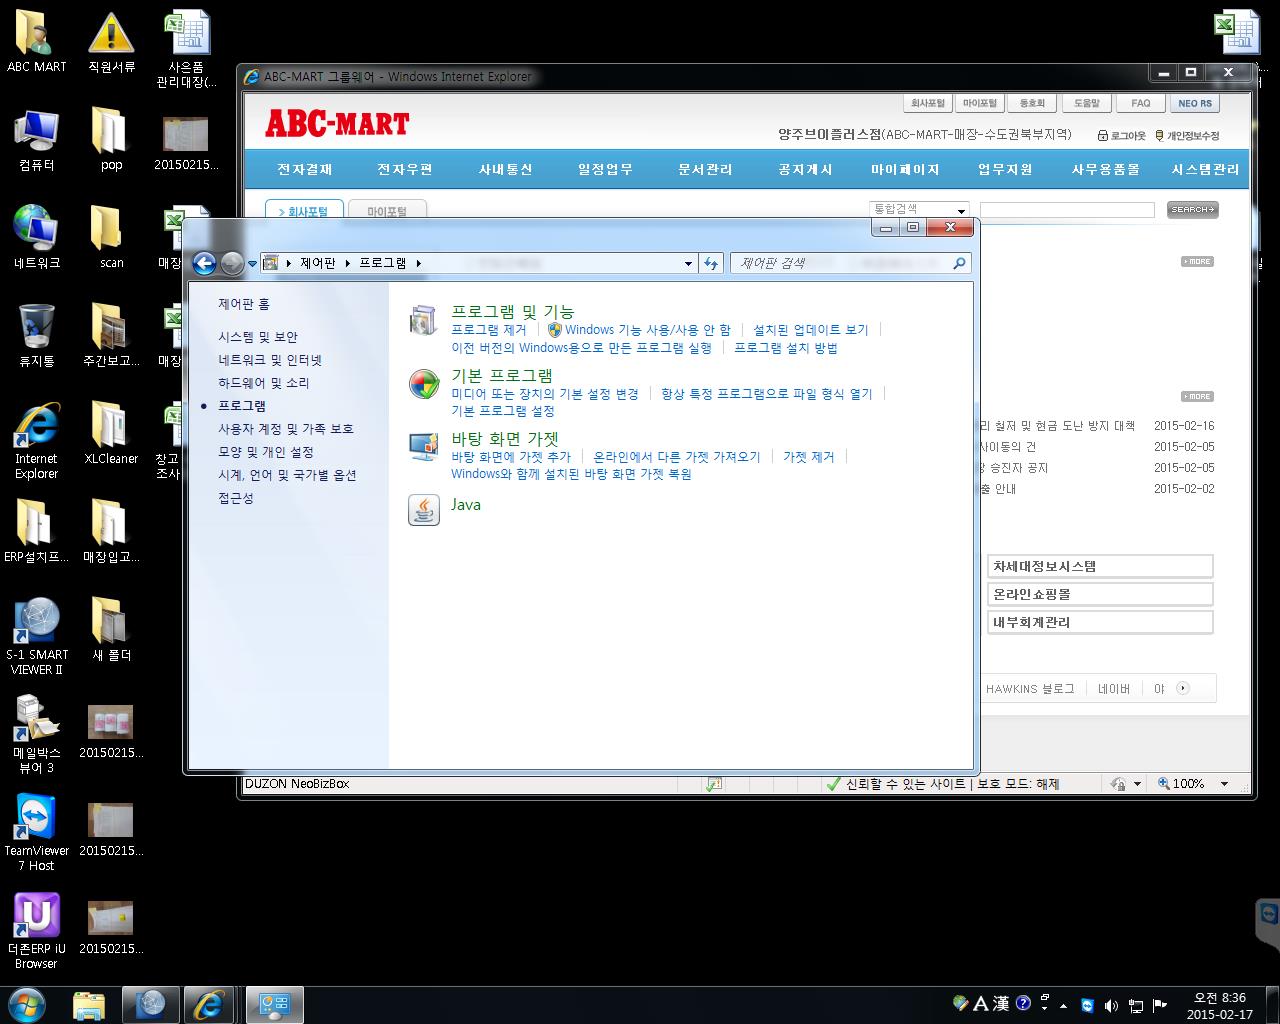 ABC MART
직원서류
사은품
관리대장(...
컴퓨터
pop
20150215...
네트워크
scan
매장
휴지통
주간보고...
매장
Internet
Explorer
XLCleaner
창고
조사
ERP설치프...
매장입고...
S-1 SMART
VIEWER II
새 폴더
메일박스
뷰어 3
20150215...
TeamViewer
7 Host
20150215...
더존ERP iU
Browser
20150215...
ABC-MART 그룹웨어 - Windows Internet Explorer
회사포털 마이포털 동호회 도움말 FAQ NEO RS
ABC-MART
양주브이플러스점(ABC-MART-매장-수도권북부지역) 로그아웃 개인정보수정
전자결재 전자우편 사내통신 일정업무 문서관리 공지게시 마이페이지 업무지원 사무용품몰 시스템관리
회사포털 마이포털 통합검색 SEARCH
제어판 프로그램 제어판 검색
MORE
제어판 홈
시스템 및 보안
네트워크 및 인터넷
하드웨어 및 소리
프로그램
사용자 계정 및 가족 보호
모양 및 개인 설정
시계, 언어 및 국가별 옵션
접근성
프로그램 및 기능
프로그램 제거 Windows 기능 사용/사용 안 함 설치된 업데이트 보기
이전 버전의 Windows용으로 만든 프로그램 실행 프로그램 설치 방법
기본 프로그램
미디어 또는 장치의 기본 설정 변경 항상 특정 프로그램으로 파일 형식 열기
기본 프로그램 설정
바탕 화면 가젯
바탕 화면에 가젯 추가 온라인에서 다른 가젯 가져오기 가젯 제거
Windows와 함께 설치된 바탕 화면 가젯 복원
Java
MORE
및 현금 도난 방지 대책 2015-02-16
사이동의 건 2015-02-05
승진자 공지 2015-02-05
출 안내 2015-02-02
차세대정보시스템
온라인쇼핑몰
내부회계관리
HAWKINS 블로그 네이버 야
DUZON NeoBizBox
신뢰할 수 있는 사이트 | 보호 모드: 해제 100%
A 漢
오전 8:36
2015-02-17